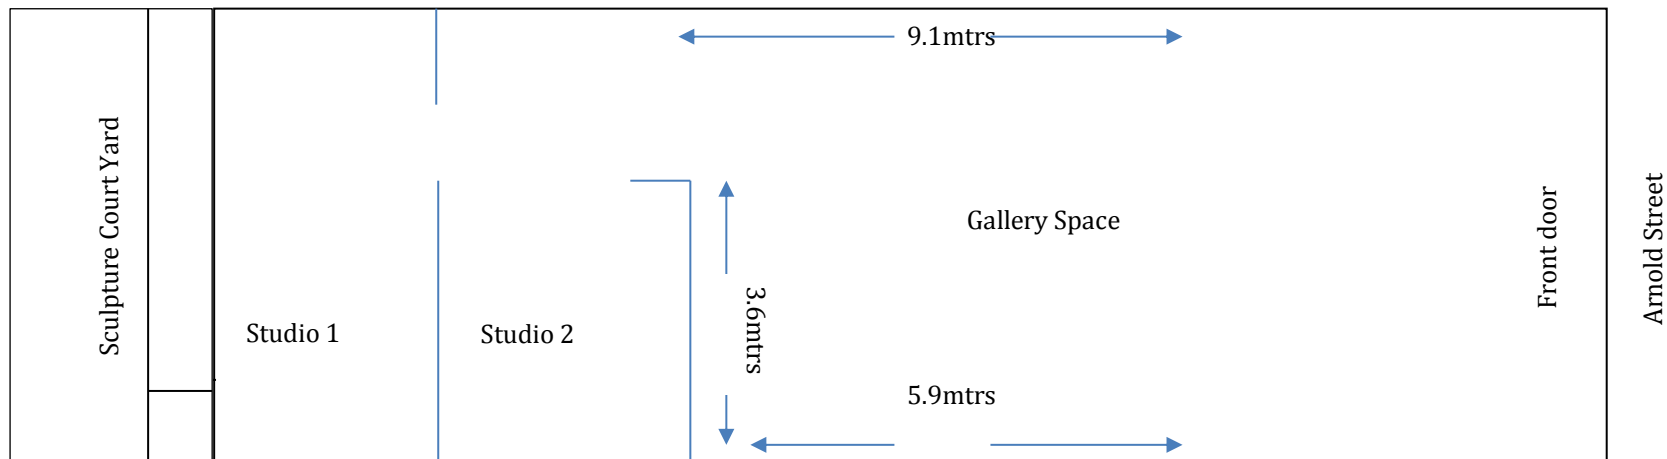 Sculpture Court Yard
Studio 1
Studio 2
9.1mtrs
3.6mtrs
Gallery Space
5.9mtrs
Front door
Arnold Street